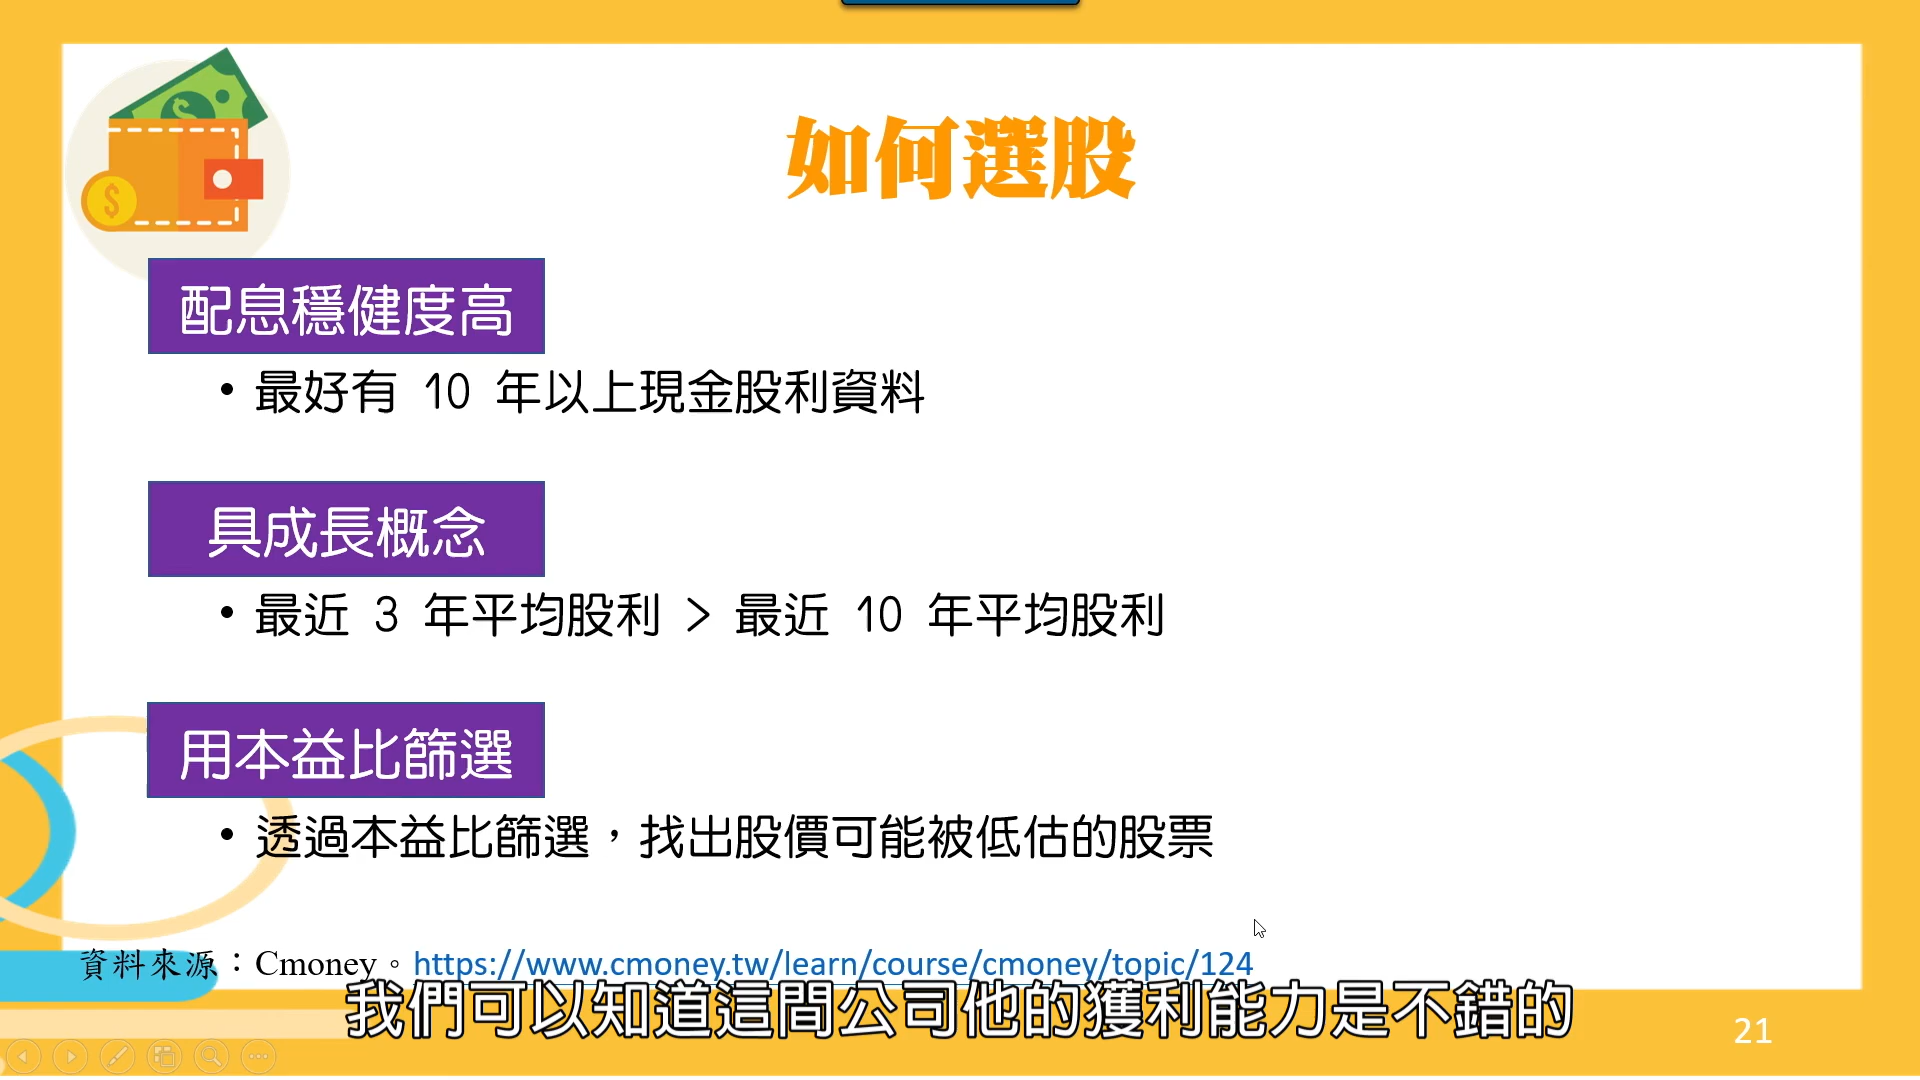 如何選股
配息穩健度高
• 最好有 10 年以上現金股利資料
具成長概念
• 最近 3 年平均股利 > 最近 10 年平均股利
用本益比篩選
• 透過本益比篩選，找出股價可能被低估的股票
資料來源：Cmoney。https://www.cmoney.tw/learn/course/cmoney/topic/124
我們可以知道這間公司他的獲利能力是不錯的
21